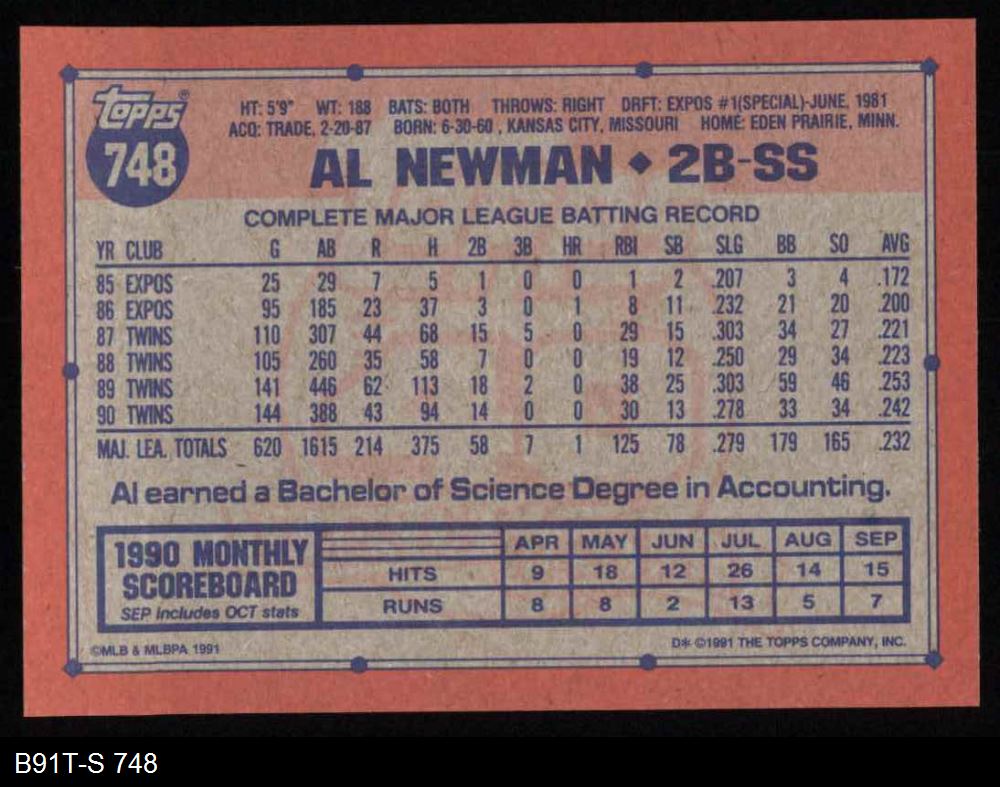 Topps®
748
HT: 5'9" WT: 188 BATS: BOTH THROWS: RIGHT DRFT: EXPOS #1(SPECIAL)-JUNE, 1981
ACQ: TRADE, 2-20-87 BORN: 6-30-60 , KANSAS CITY, MISSOURI HOME: EDEN PRAIRIE, MINN.
AL NEWMAN ◆ 2B-SS
COMPLETE MAJOR LEAGUE BATTING RECORD
YR CLUB G AB R H 2B 3B HR RBI SB SLG BB SO AVG
85 EXPOS 25 29 7 5 1 0 0 1 2 .207 3 4 .172
86 EXPOS 95 185 23 37 3 0 1 8 11 .232 21 20 .200
87 TWINS 110 307 44 68 15 5 0 29 15 .303 34 27 .221
88 TWINS 105 260 35 58 7 0 0 19 12 .250 29 34 .223
89 TWINS 141 446 62 113 18 2 0 38 25 .303 59 46 .253
90 TWINS 144 388 43 94 14 0 0 30 13 .278 33 34 .242
MAJ. LEA. TOTALS 620 1615 214 375 58 7 1 125 78 .279 179 165 .232
Al earned a Bachelor of Science Degree in Accounting.
1990 MONTHLY
SCOREBOARD
SEP includes OCT stats
APR MAY JUN JUL AUG SEP
HITS 9 18 12 26 14 15
RUNS 8 8 2 13 5 7
©MLB & MLBPA 1991
D* ©1991 THE TOPPS COMPANY, INC.
B91T-S 748